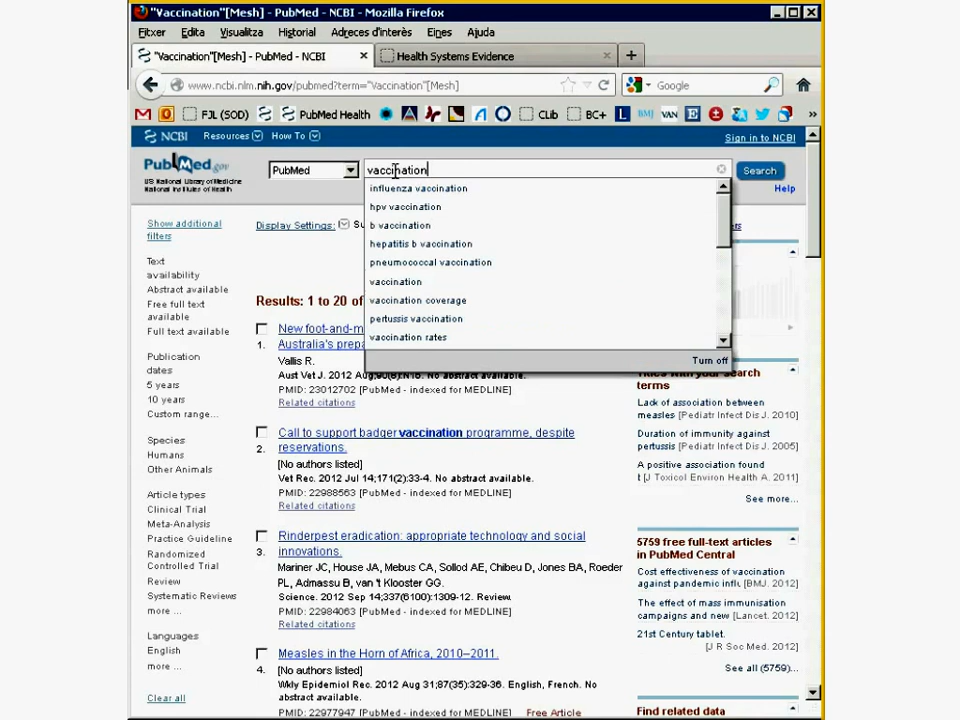 "Vaccination"[Mesh] - PubMed - NCBI - Mozilla Firefox
Fitxer Edita Visualitza Historial Adreces d'interès Eines Ajuda
"Vaccination"[Mesh] - PubMed - NCBI × Health Systems Evidence × +
www.ncbi.nlm.nih.gov/pubmed?term="Vaccination"[Mesh] Google
FJL (SOD) PubMed Health CLib BC+ L BMJ VAN E »
NCBI Resources How To Sign in to NCBI
PubMed.gov PubMed vaccination Search
US National Library of Medicine
National Institutes of Health
Help
influenza vaccination
hpv vaccination
b vaccination
hepatitis b vaccination
pneumococcal vaccination
vaccination
vaccination coverage
pertussis vaccination
vaccination rates
Turn off
Show additional
filters
Text
availability
Abstract available
Free full text
available
Full text available
Publication
dates
5 years
10 years
Custom range...
Species
Humans
Other Animals
Article types
Clinical Trial
Meta-Analysis
Practice Guideline
Randomized
Controlled Trial
Review
Systematic Reviews
more ...
Languages
English
more ...
Clear all
Display Settings:
Results: 1 to 20 of
New foot-and-m
1. Australia's prepa
Vallis R.
Aust Vet J. 2012 Aug;90(8):N18. No abstract available.
PMID: 23012702 [PubMed - indexed for MEDLINE]
Related citations
Call to support badger vaccination programme, despite
2. reservations.
[No authors listed]
Vet Rec. 2012 Jul 14;171(2):33-4. No abstract available.
PMID: 22988563 [PubMed - indexed for MEDLINE]
Related citations
Rinderpest eradication: appropriate technology and social
3. innovations.
Mariner JC, House JA, Mebus CA, Sollod AE, Chibeu D, Jones BA, Roeder
PL, Admassu B, van 't Klooster GG.
Science. 2012 Sep 14;337(6100):1309-12. Review.
PMID: 22984063 [PubMed - indexed for MEDLINE]
Related citations
Measles in the Horn of Africa, 2010–2011.
4. [No authors listed]
Wkly Epidemiol Rec. 2012 Aug 31;87(35):329-36. English, French. No
abstract available.
PMID: 22977947 [PubMed - indexed for MEDLINE] Free Article
Titles with your search
terms
Lack of association between
measles [Pediatr Infect Dis J. 2010]
Duration of immunity against
pertussis [Pediatr Infect Dis J. 2005]
A positive association found
t [J Toxicol Environ Health A. 2011]
See more...
5759 free full-text articles
in PubMed Central
Cost effectiveness of vaccination
against pandemic influ [BMJ. 2012]
The effect of mass immunisation
campaigns and new [Lancet. 2012]
21st Century tablet.
[J R Soc Med. 2012]
See all (5759)...
Find related data